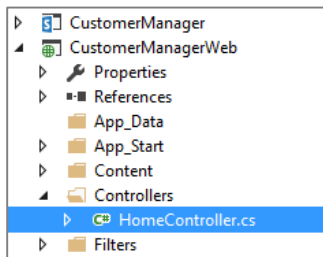 CustomerManager
CustomerManagerWeb
Properties
References
App_Data
App_Start
Content
Controllers
C# HomeController.cs
Filters